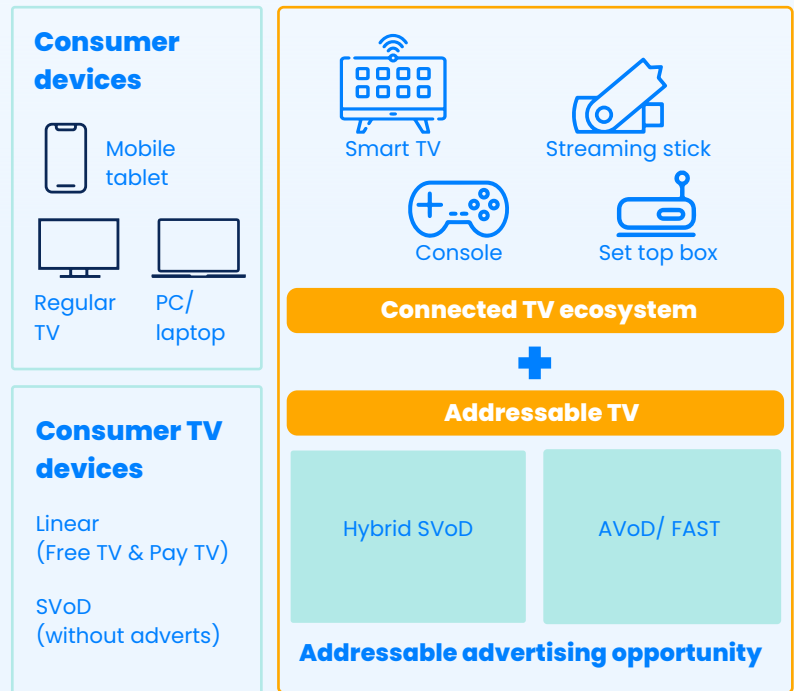 Consumer
devices
Mobile
tablet
Regular
TV
PC/
laptop
Consumer TV
devices
Linear
(Free TV & Pay TV)
SVoD
(without adverts)
Smart TV
Streaming stick
Console
Set top box
Connected TV ecosystem
Addressable TV
Hybrid SVoD
AVoD/ FAST
Addressable advertising opportunity